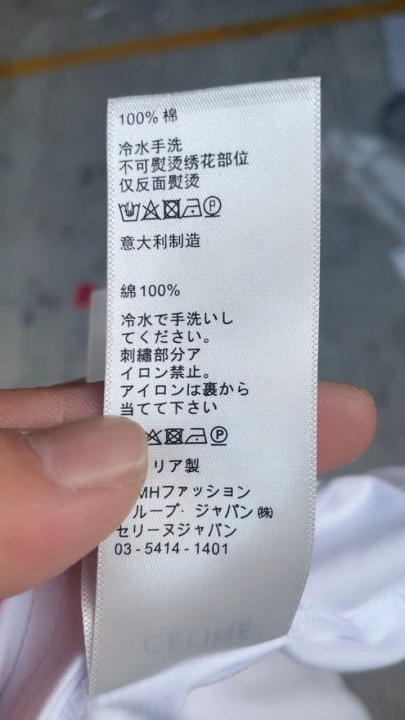 100% 棉
冷水手洗
不可熨烫绣花部位
仅反面熨烫
意大利制造
綿100%
冷水で手洗いし
てください。
刺繡部分ア
イロン禁止。
アイロンは裏から
当てて下さい
リア製
MHファッション
ループ・ジャパン㈱
セリーヌジャパン
03-5414-1401
CELINE